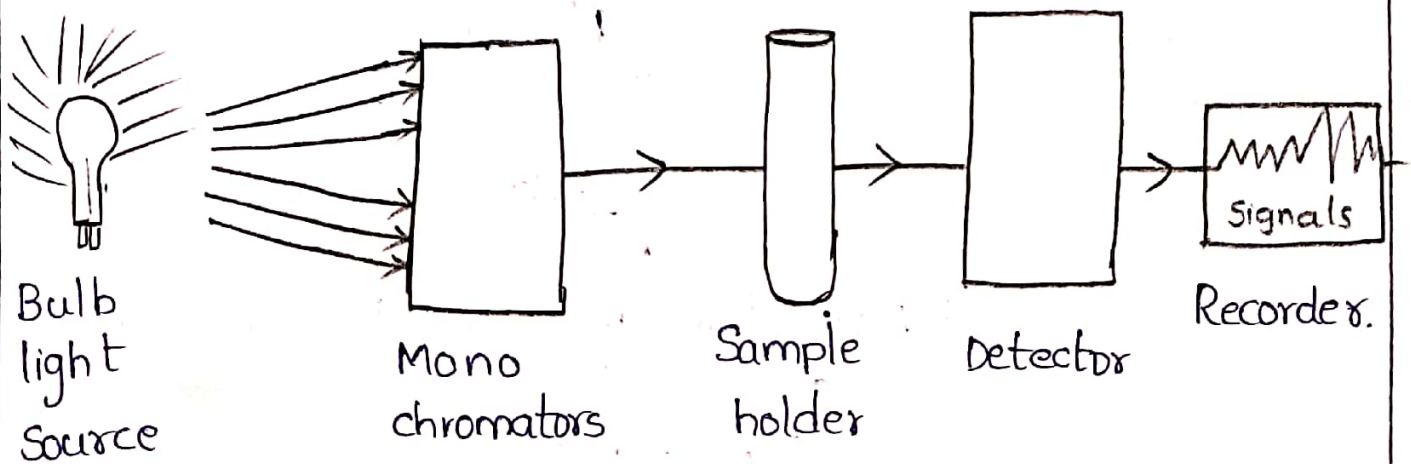 Signals
Bulb
light
Source
Mono
chromators
Sample
holder
Detector
Recorder.